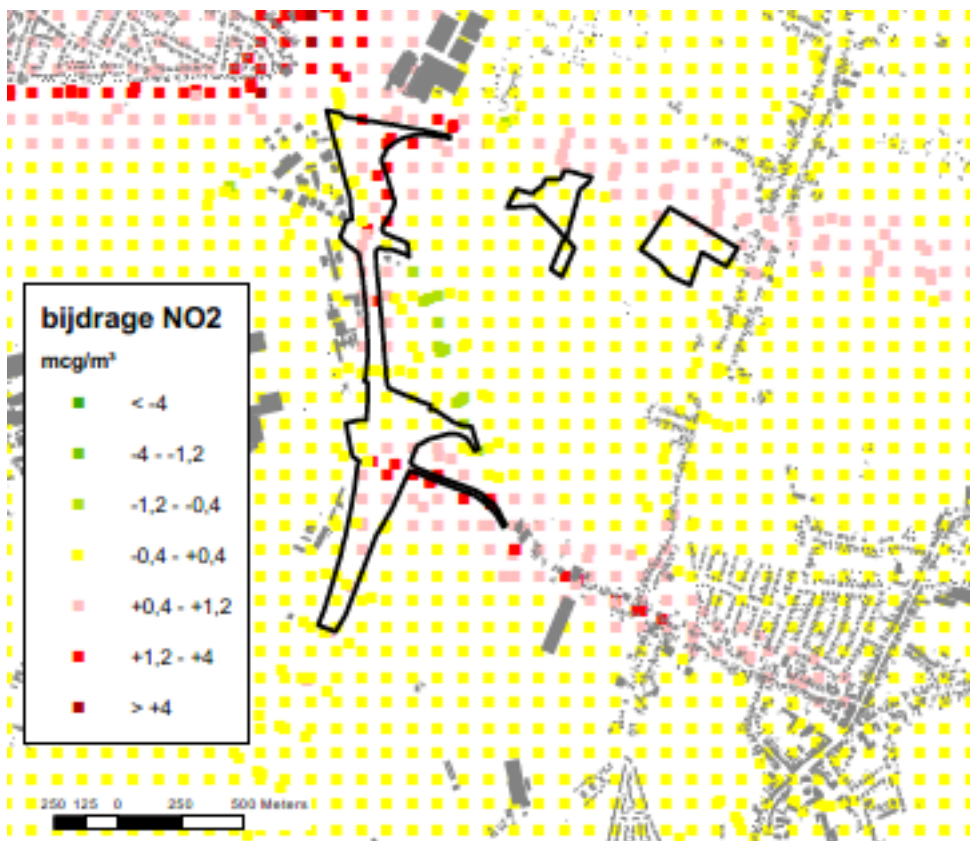 bijdrage NO2
mcg/m³
< -4
-4 - -1,2
-1,2 - -0,4
-0,4 - +0,4
+0,4 - +1,2
+1,2 - +4
> +4
250 125 0 250 500 Meters